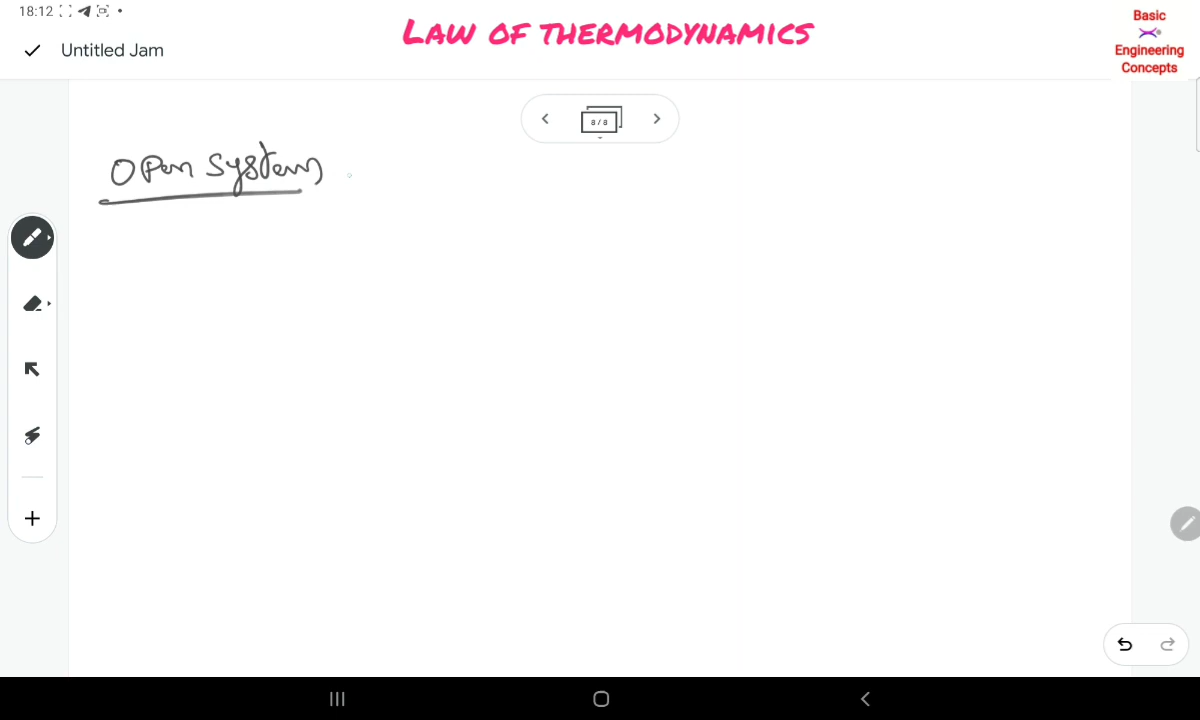 18:12
LAW OF THERMODYNAMICS
Basic
Engineering
Concepts
Untitled Jam
8/8
open system